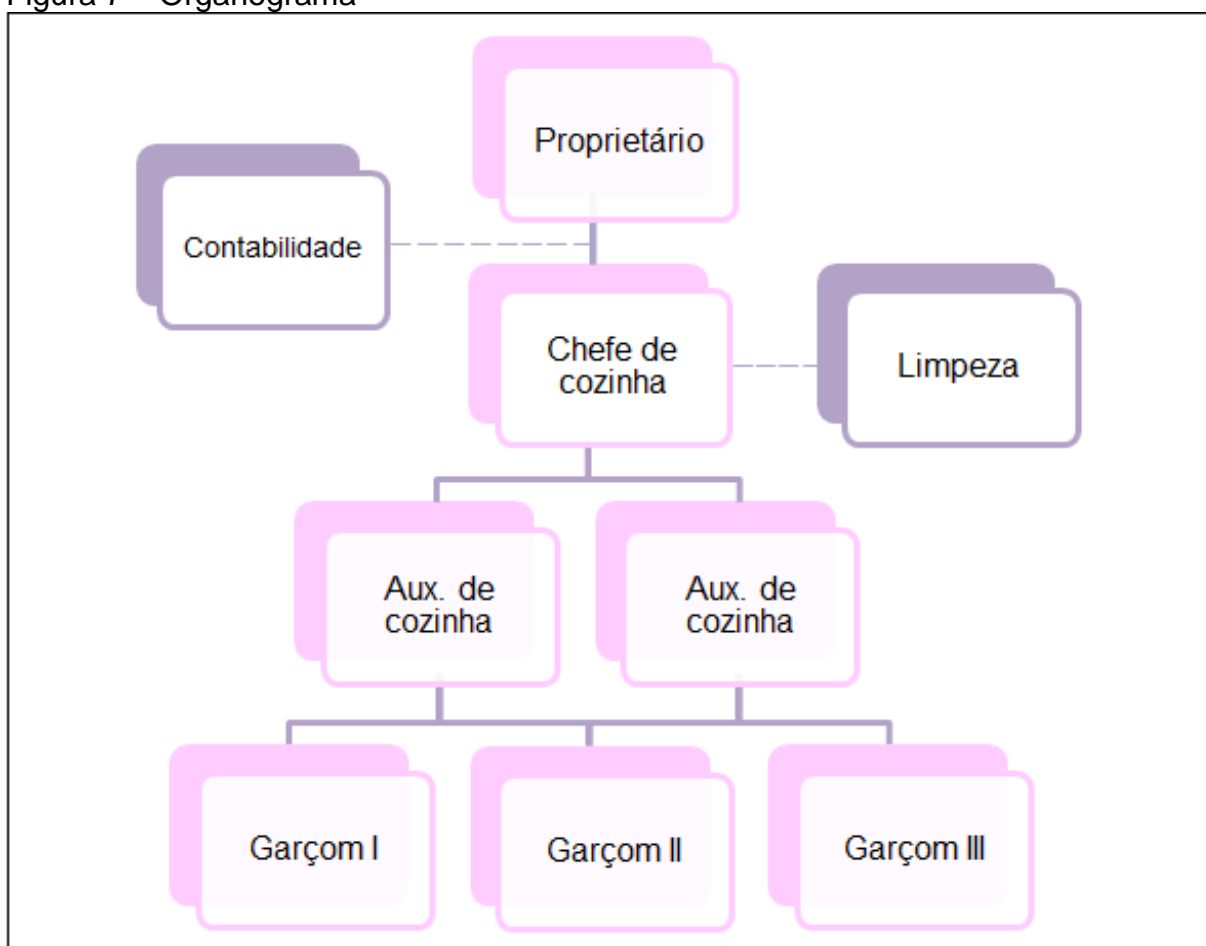 Figura 7 – Organograma
Proprietário
Contabilidade
Chefe de
cozinha
Limpeza
Aux. de
cozinha
Aux. de
cozinha
Garçom I
Garçom II
Garçom III